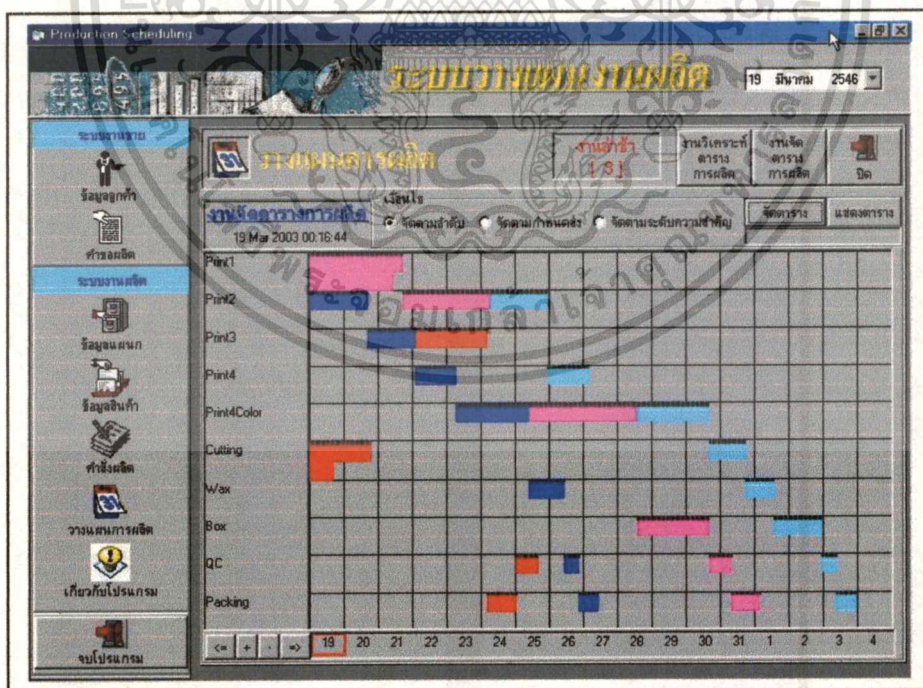 Production Scheduling
ระบบวางแผนงานผลิต
19 มีนาคม 2546
ระบบงานขาย
ข้อมูลลูกค้า
คำขอผลิต
ระบบงานผลิต
ข้อมูลแผนก
ข้อมูลสินค้า
คำสั่งผลิต
วางแผนการผลิต
เกี่ยวกับโปรแกรม
จบโปรแกรม
31 วางแผนการผลิต
งานล่าช้า
[ 3 ]
งานวิเคราะห์
ตาราง
การผลิต
งานจัด
ตาราง
การผลิต
ปิด
งานจัดตารางการผลิต
19 Mar 2003 00:16:44
เงื่อนไข
จัดตามลำดับ จัดตามกำหนดส่ง จัดตามระดับความสำคัญ
จัดตาราง แสดงตาราง
Print1
Print2
Print3
Print4
Print4Color
Cutting
Wax
Box
QC
Packing
<= + - => 19 20 21 22 23 24 25 26 27 28 29 30 31 1 2 3 4